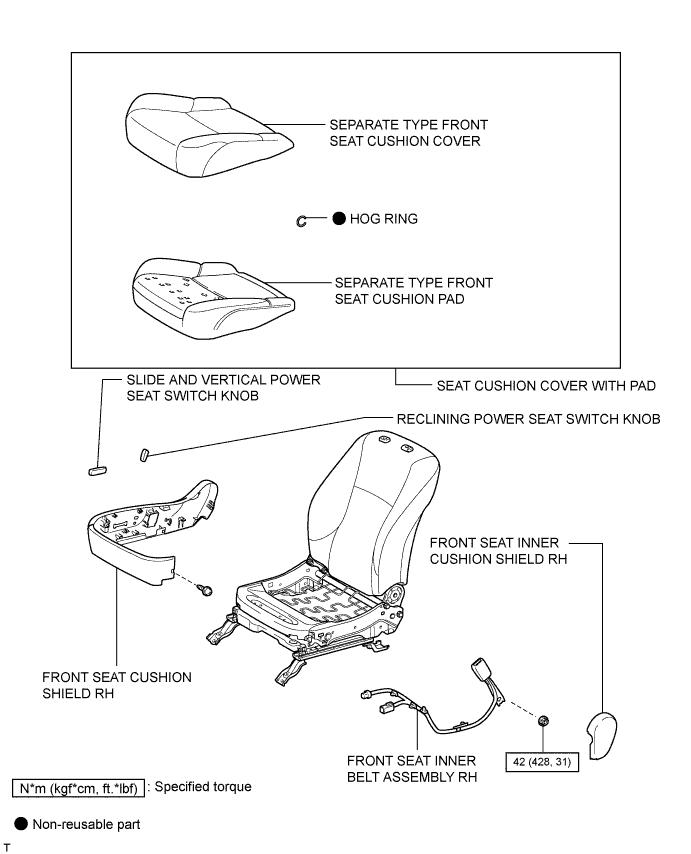 SEPARATE TYPE FRONT
SEAT CUSHION COVER
● HOG RING
SEPARATE TYPE FRONT
SEAT CUSHION PAD
SLIDE AND VERTICAL POWER
SEAT SWITCH KNOB
SEAT CUSHION COVER WITH PAD
RECLINING POWER SEAT SWITCH KNOB
FRONT SEAT INNER
CUSHION SHIELD RH
FRONT SEAT CUSHION
SHIELD RH
FRONT SEAT INNER
BELT ASSEMBLY RH
42 (428, 31)
N*m (kgf*cm, ft.*lbf) : Specified torque
● Non-reusable part
T